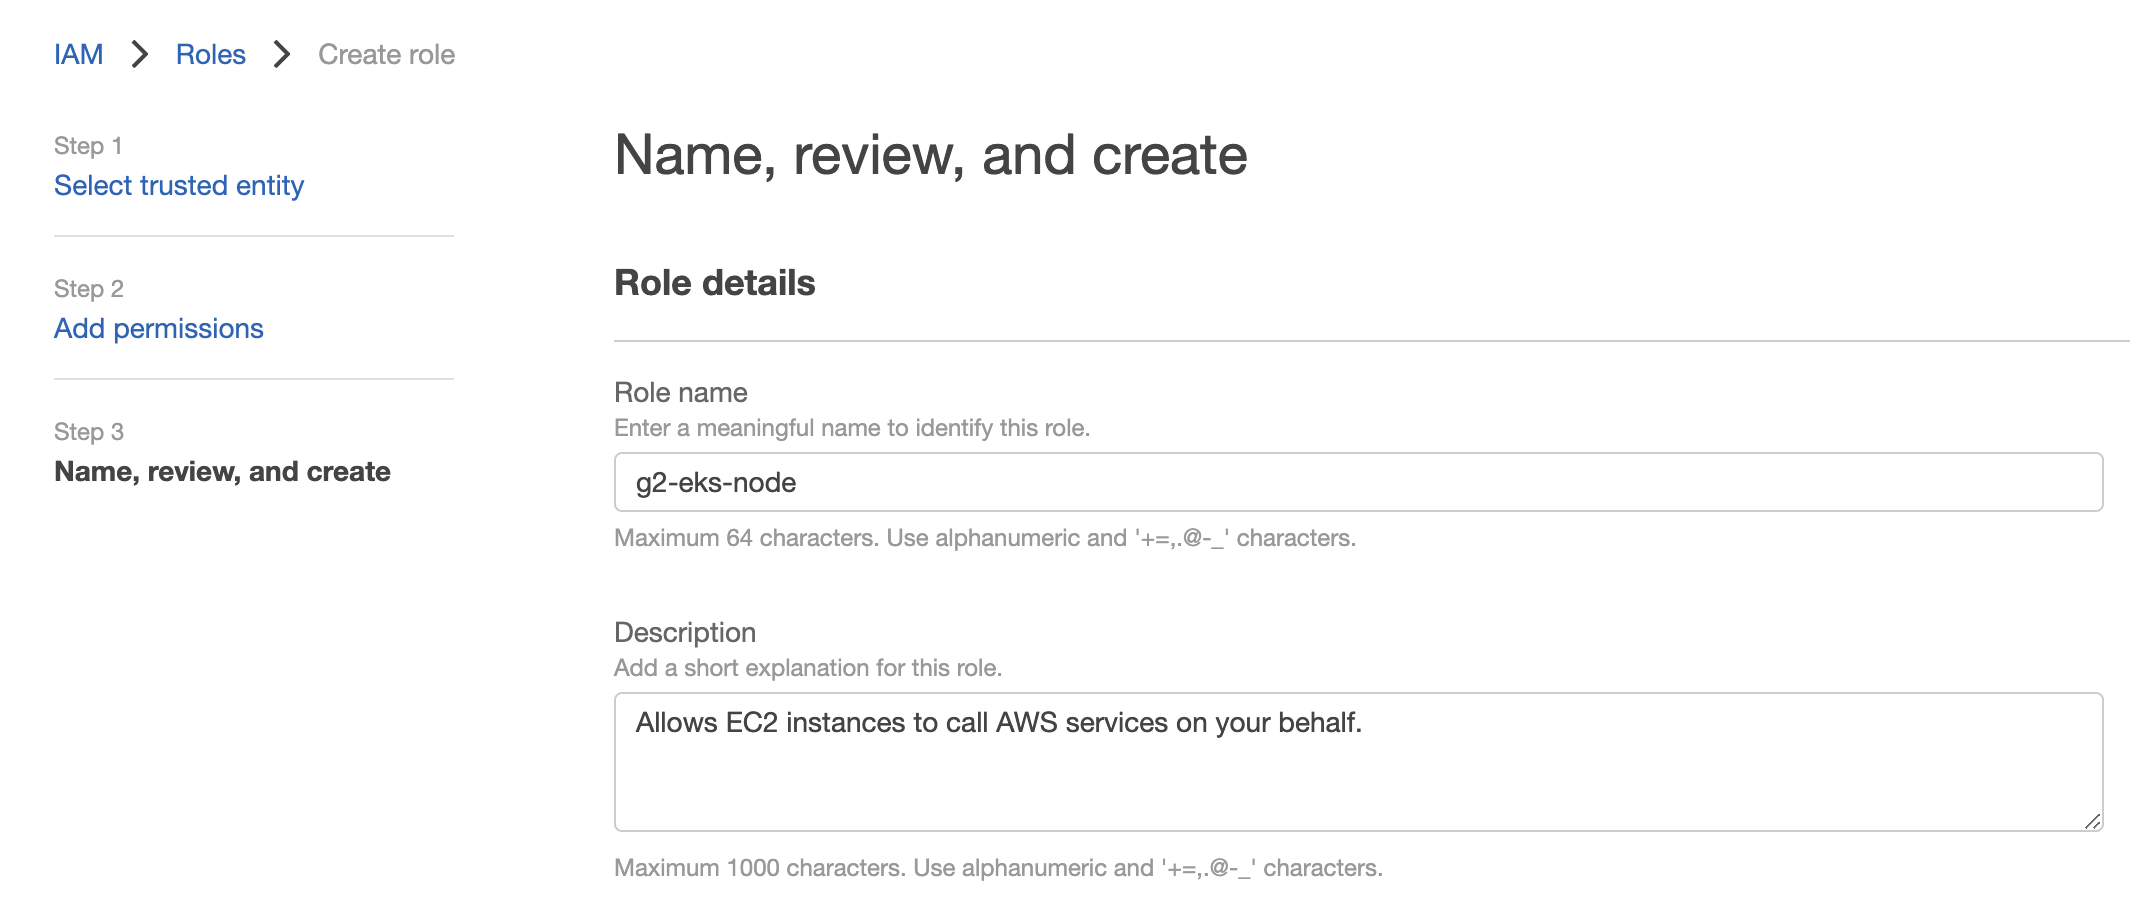 IAM > Roles > Create role
Step 1
Select trusted entity
Step 2
Add permissions
Step 3
Name, review, and create
Name, review, and create
Role details
Role name
Enter a meaningful name to identify this role.
g2-eks-node
Maximum 64 characters. Use alphanumeric and '+=,.@-_' characters.
Description
Add a short explanation for this role.
Allows EC2 instances to call AWS services on your behalf.
Maximum 1000 characters. Use alphanumeric and '+=,.@-_' characters.